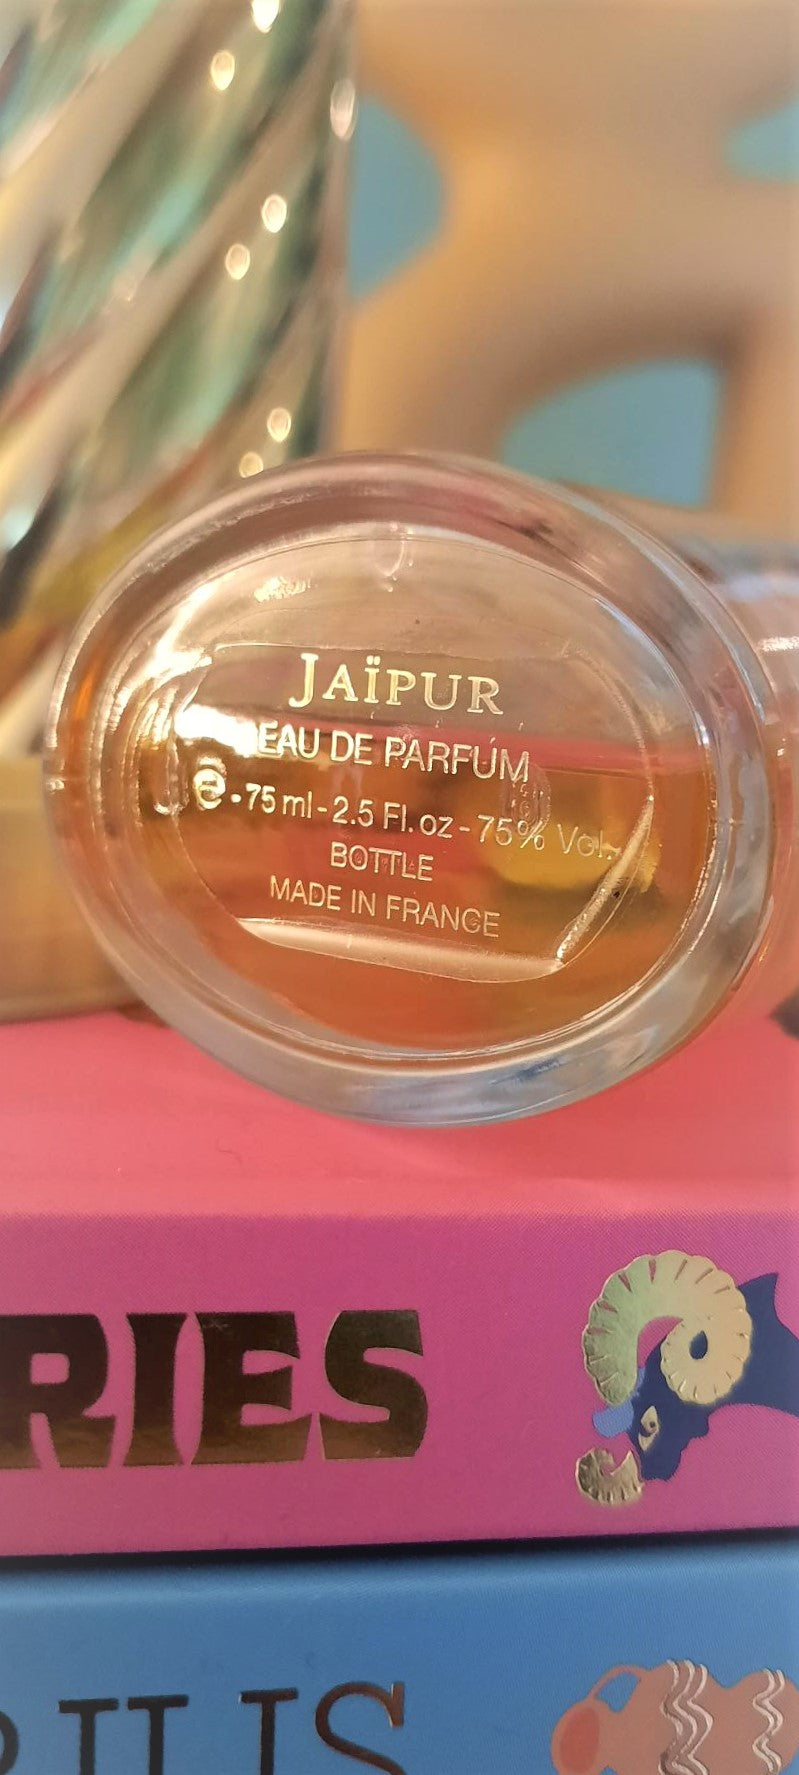 JAÏPUR
EAU DE PARFUM
e • 75 ml - 2.5 Fl. oz - 75% Vol.
BOTTLE
MADE IN FRANCE
RIES